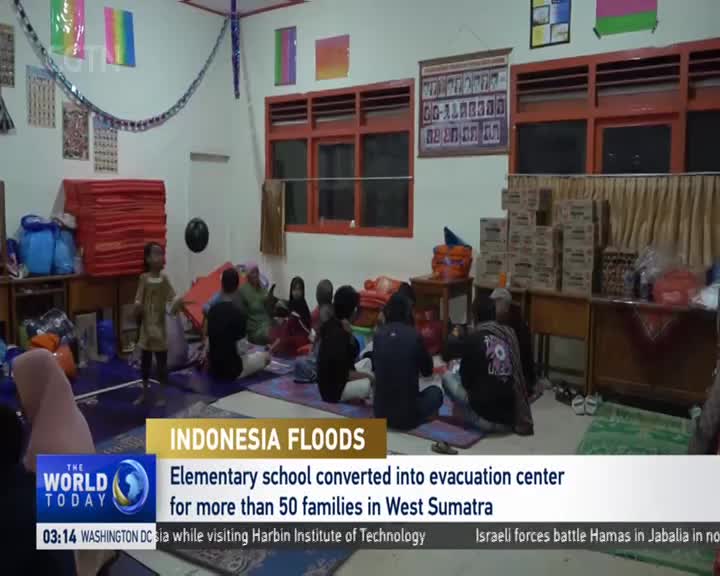 CGTN
INDONESIA FLOODS
Elementary school converted into evacuation center
for more than 50 families in West Sumatra
THE
WORLD
TODAY
03:14 WASHINGTON DC
sia while visiting Harbin Institute of Technology Israeli forces battle Hamas in Jabalia in no